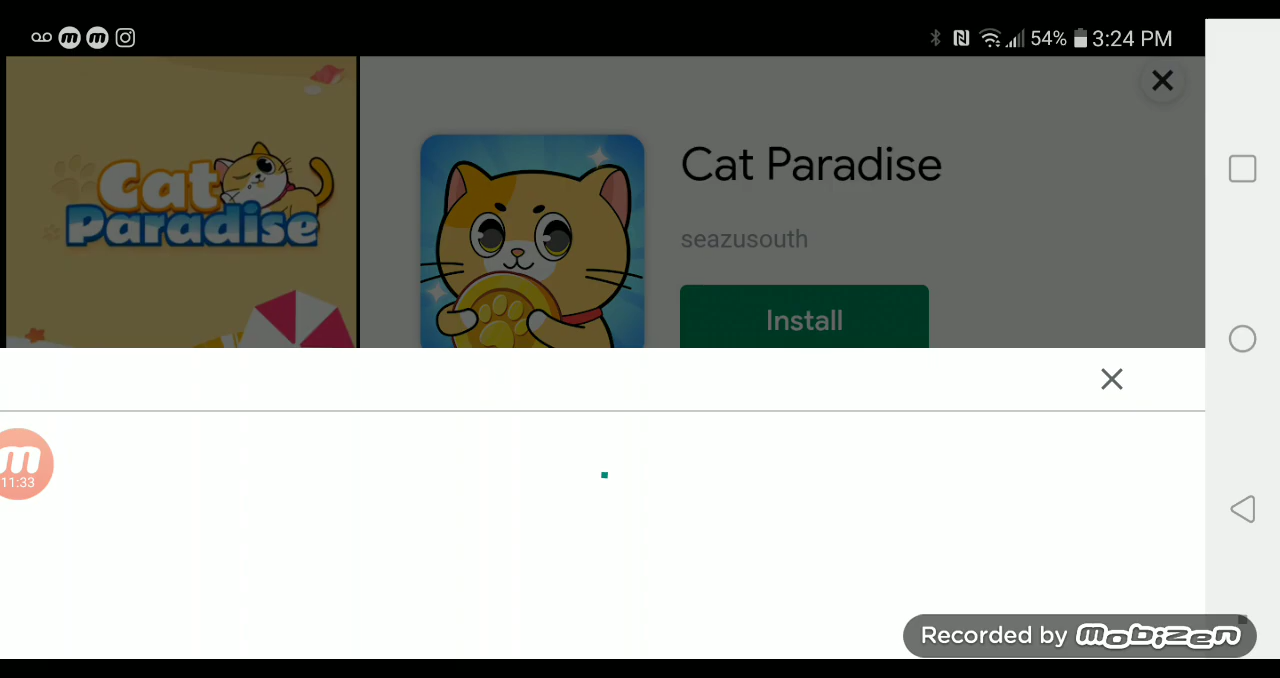 54% 3:24 PM
Cat
Paradise
Cat Paradise
seazusouth
Install
m
11:33
Recorded by mobizen